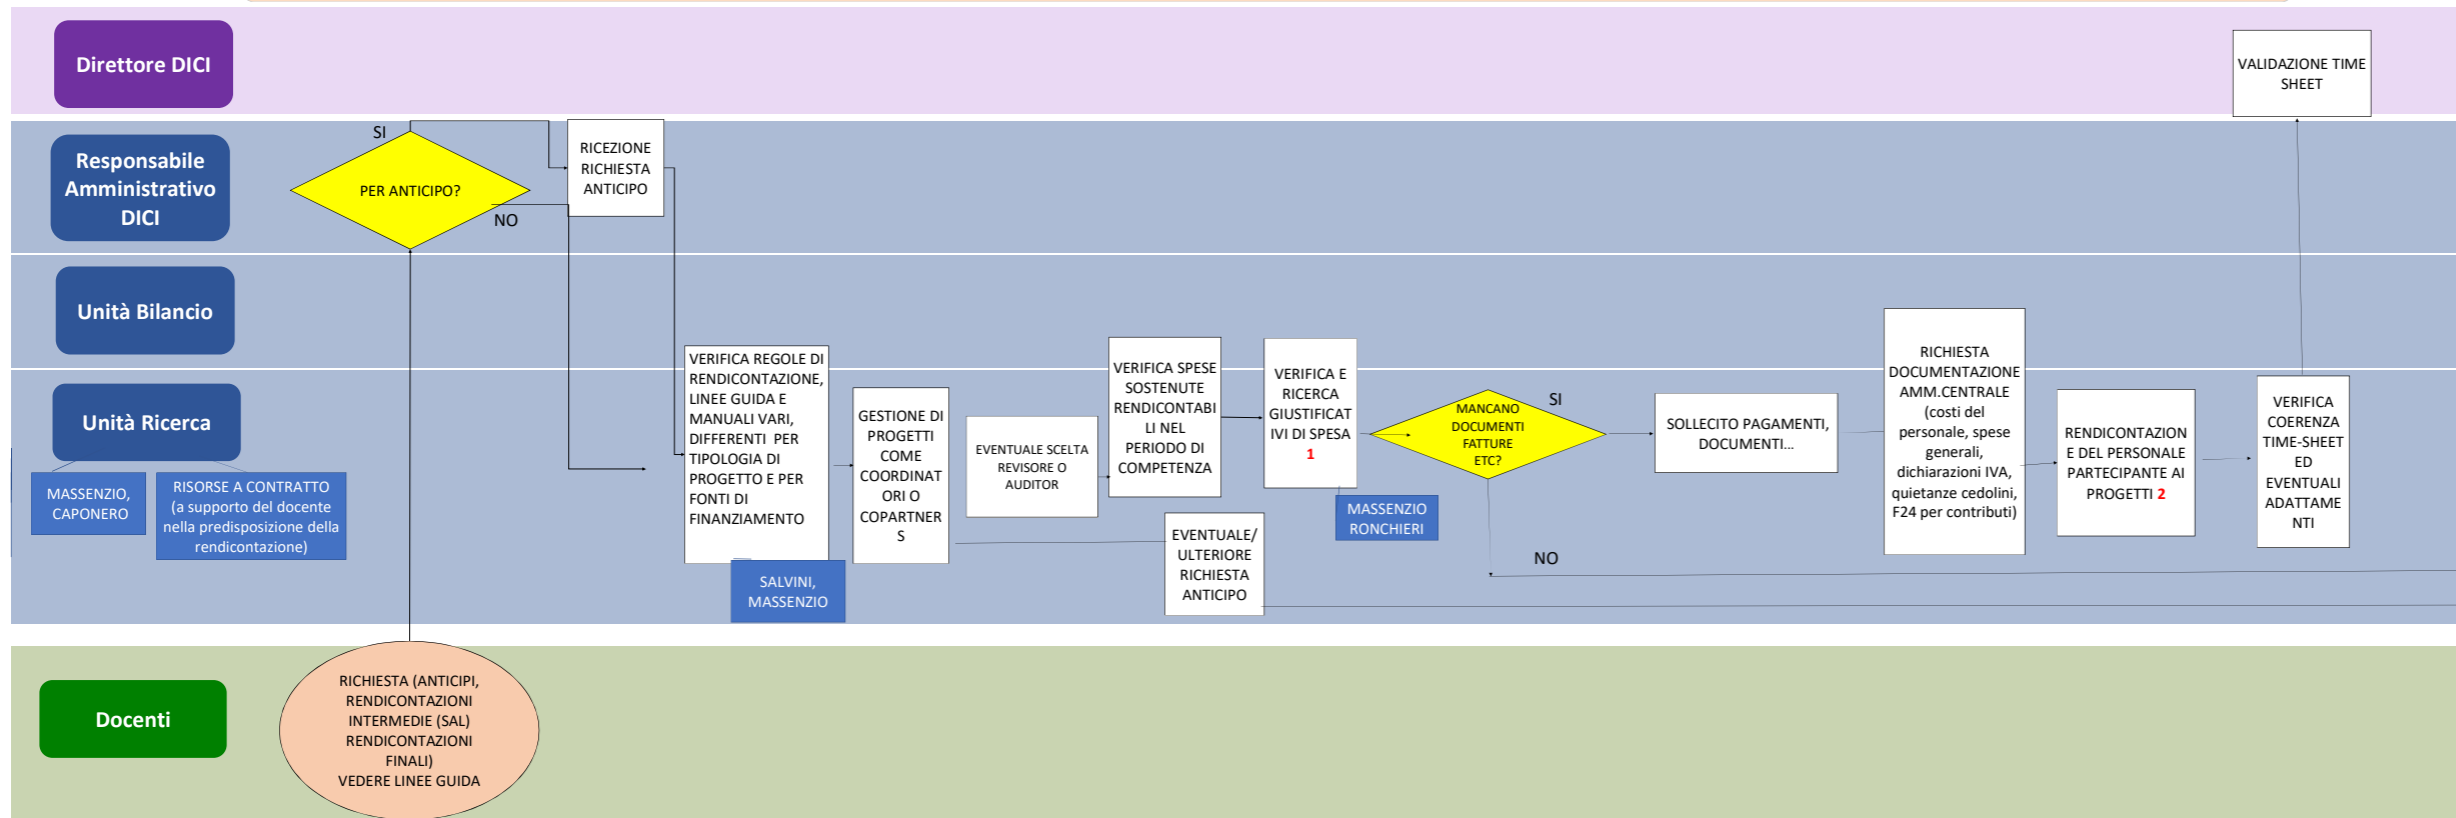 Direttore DICI
VALIDAZIONE TIME
SHEET
Responsabile
Amministrativo
DICI
SI
PER ANTICIPO?
NO
RICEZIONE
RICHIESTA
ANTICIPO
Unità Bilancio
Unità Ricerca
MASSENZIO,
CAPONERO
RISORSE A CONTRATTO
(a supporto del docente
nella predisposizione della
rendicontazione)
VERIFICA REGOLE DI
RENDICONTAZIONE,
LINEE GUIDA E
MANUALI VARI,
DIFFERENTI PER
TIPOLOGIA DI
PROGETTO E PER
FONTI DI
FINANZIAMENTO
SALVINI,
MASSENZIO
GESTIONE DI
PROGETTI
COME
COORDINAT
ORI O
COPARTNER
S
EVENTUALE SCELTA
REVISORE O
AUDITOR
VERIFICA SPESE
SOSTENUTE
RENDICONTABI
LI NEL
PERIODO DI
COMPETENZA
EVENTUALE/
ULTERIORE
RICHIESTA
ANTICIPO
VERIFICA E
RICERCA
GIUSTIFICAT
IVI DI SPESA
1
MASSENZIO
RONCHIERI
MANCANO
DOCUMENTI
FATTURE
ETC?
SI
NO
SOLLECITO PAGAMENTI,
DOCUMENTI...
RICHIESTA
DOCUMENTAZIONE
AMM.CENTRALE
(costi del
personale, spese
generali,
dichiarazioni IVA,
quietanze cedolini,
F24 per contributi)
RENDICONTAZION
E DEL PERSONALE
PARTECIPANTE AI
PROGETTI 2
VERIFICA
COERENZA
TIME-SHEET
ED
EVENTUALI
ADATTAME
NTI
Docenti
RICHIESTA (ANTICIPI,
RENDICONTAZIONI
INTERMEDIE (SAL)
RENDICONTAZIONI
FINALI)
VEDERE LINEE GUIDA